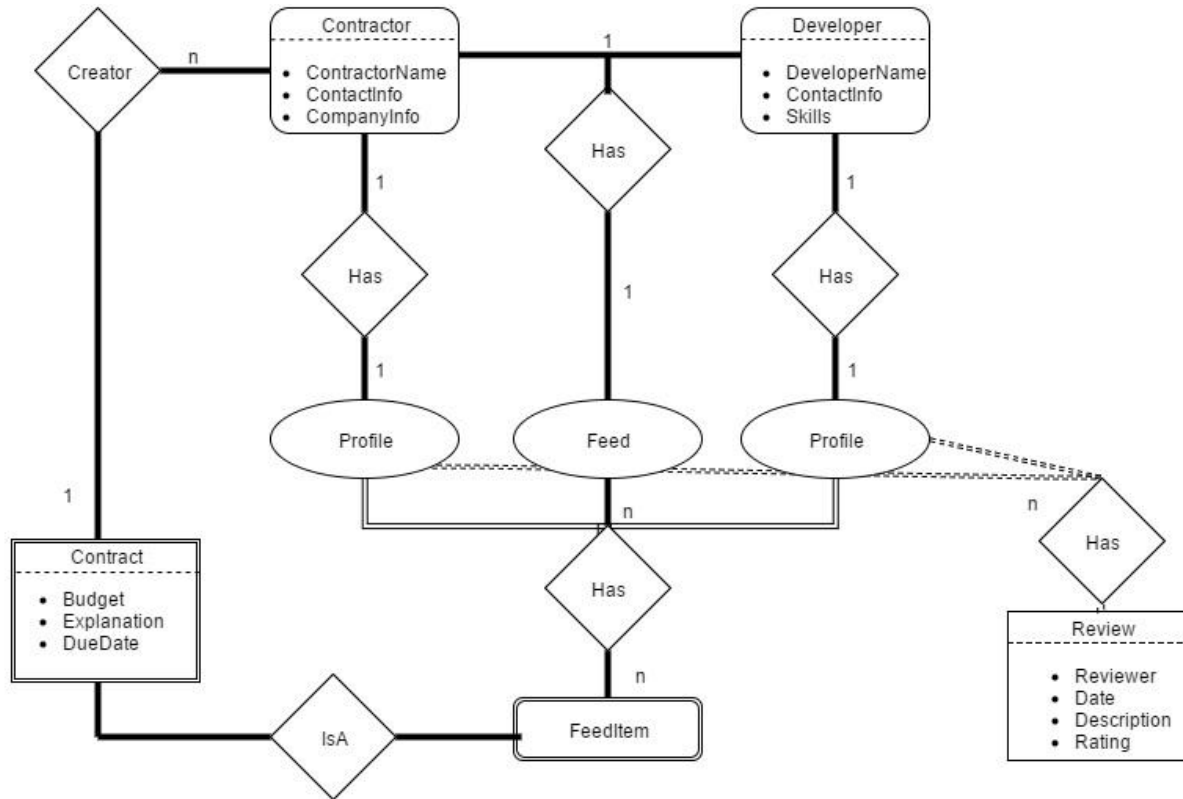 Contractor
Developer
Creator
n
1
• ContractorName
• ContactInfo
• CompanyInfo
• DeveloperName
• ContactInfo
• Skills
Has
1
1
Has
Has
1
1
1
Profile
Feed
Profile
1
n
n
Contract
Has
Has
• Budget
• Explanation
• DueDate
Review
n
• Reviewer
• Date
• Description
• Rating
IsA
FeedItem